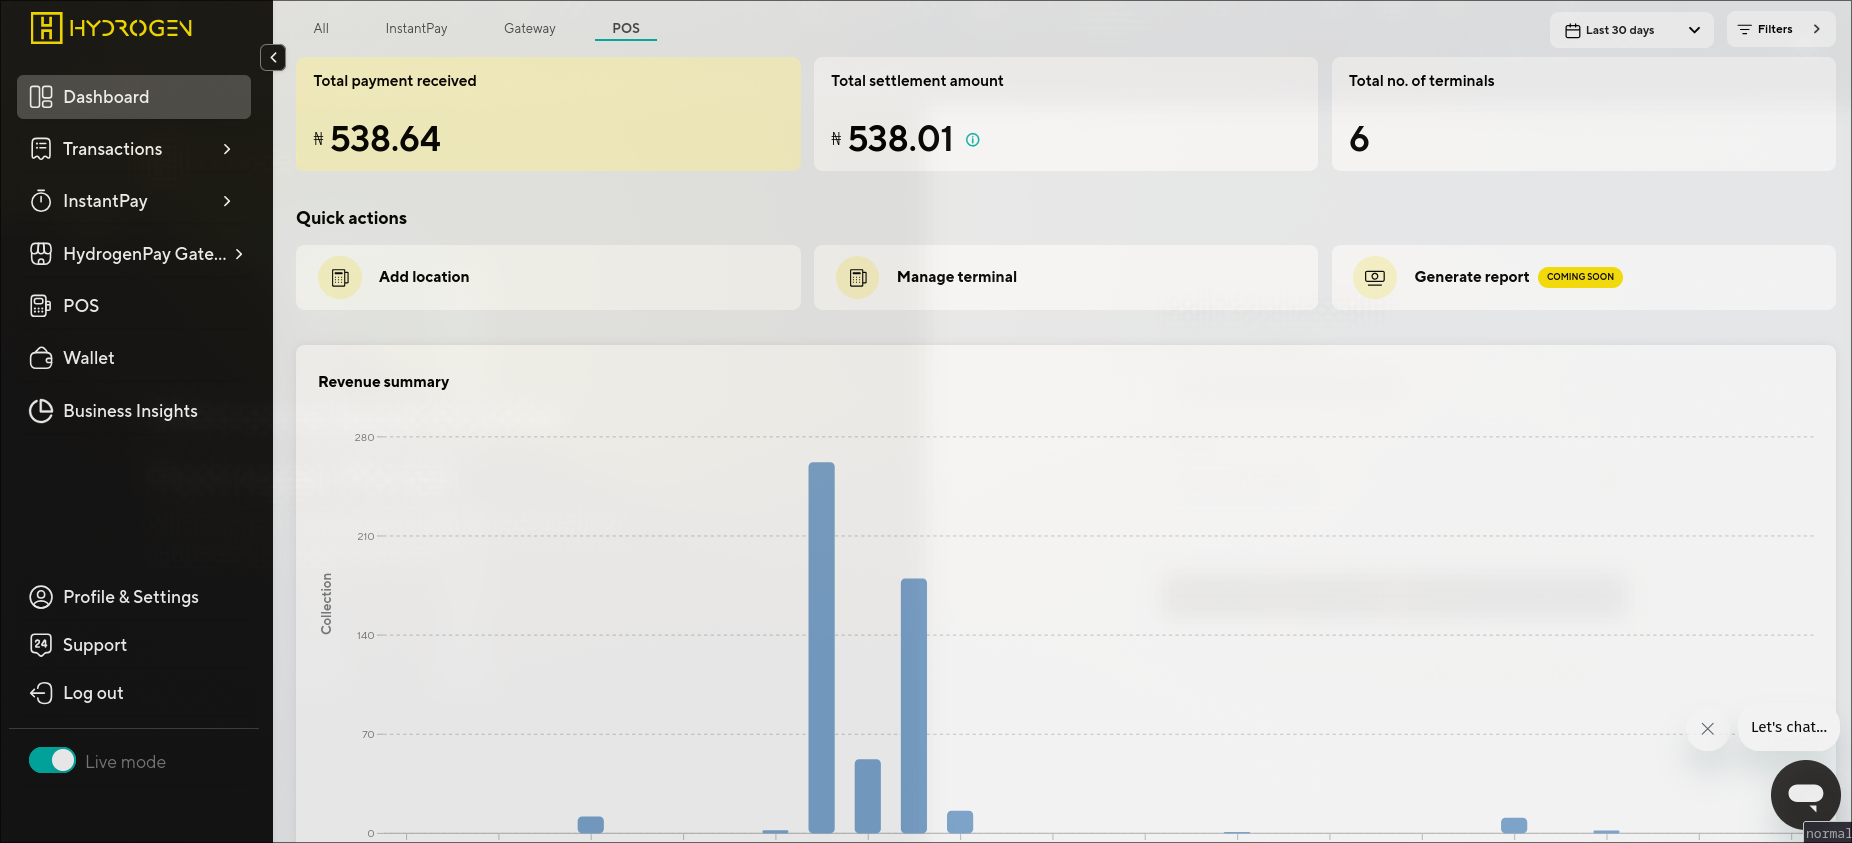 HYDROGEN
Dashboard
Transactions
InstantPay
HydrogenPay Gate...
POS
Wallet
Business Insights
Profile & Settings
24
Support
Log out
Live mode
All InstantPay Gateway POS
Last 30 days
Filters
Total payment received
₦ 538.64
Total settlement amount
₦ 538.01
Total no. of terminals
6
Quick actions
Add location
Manage terminal
Generate report COMING SOON
Revenue summary
Collection
280
210
140
70
0
Let's chat...
normal